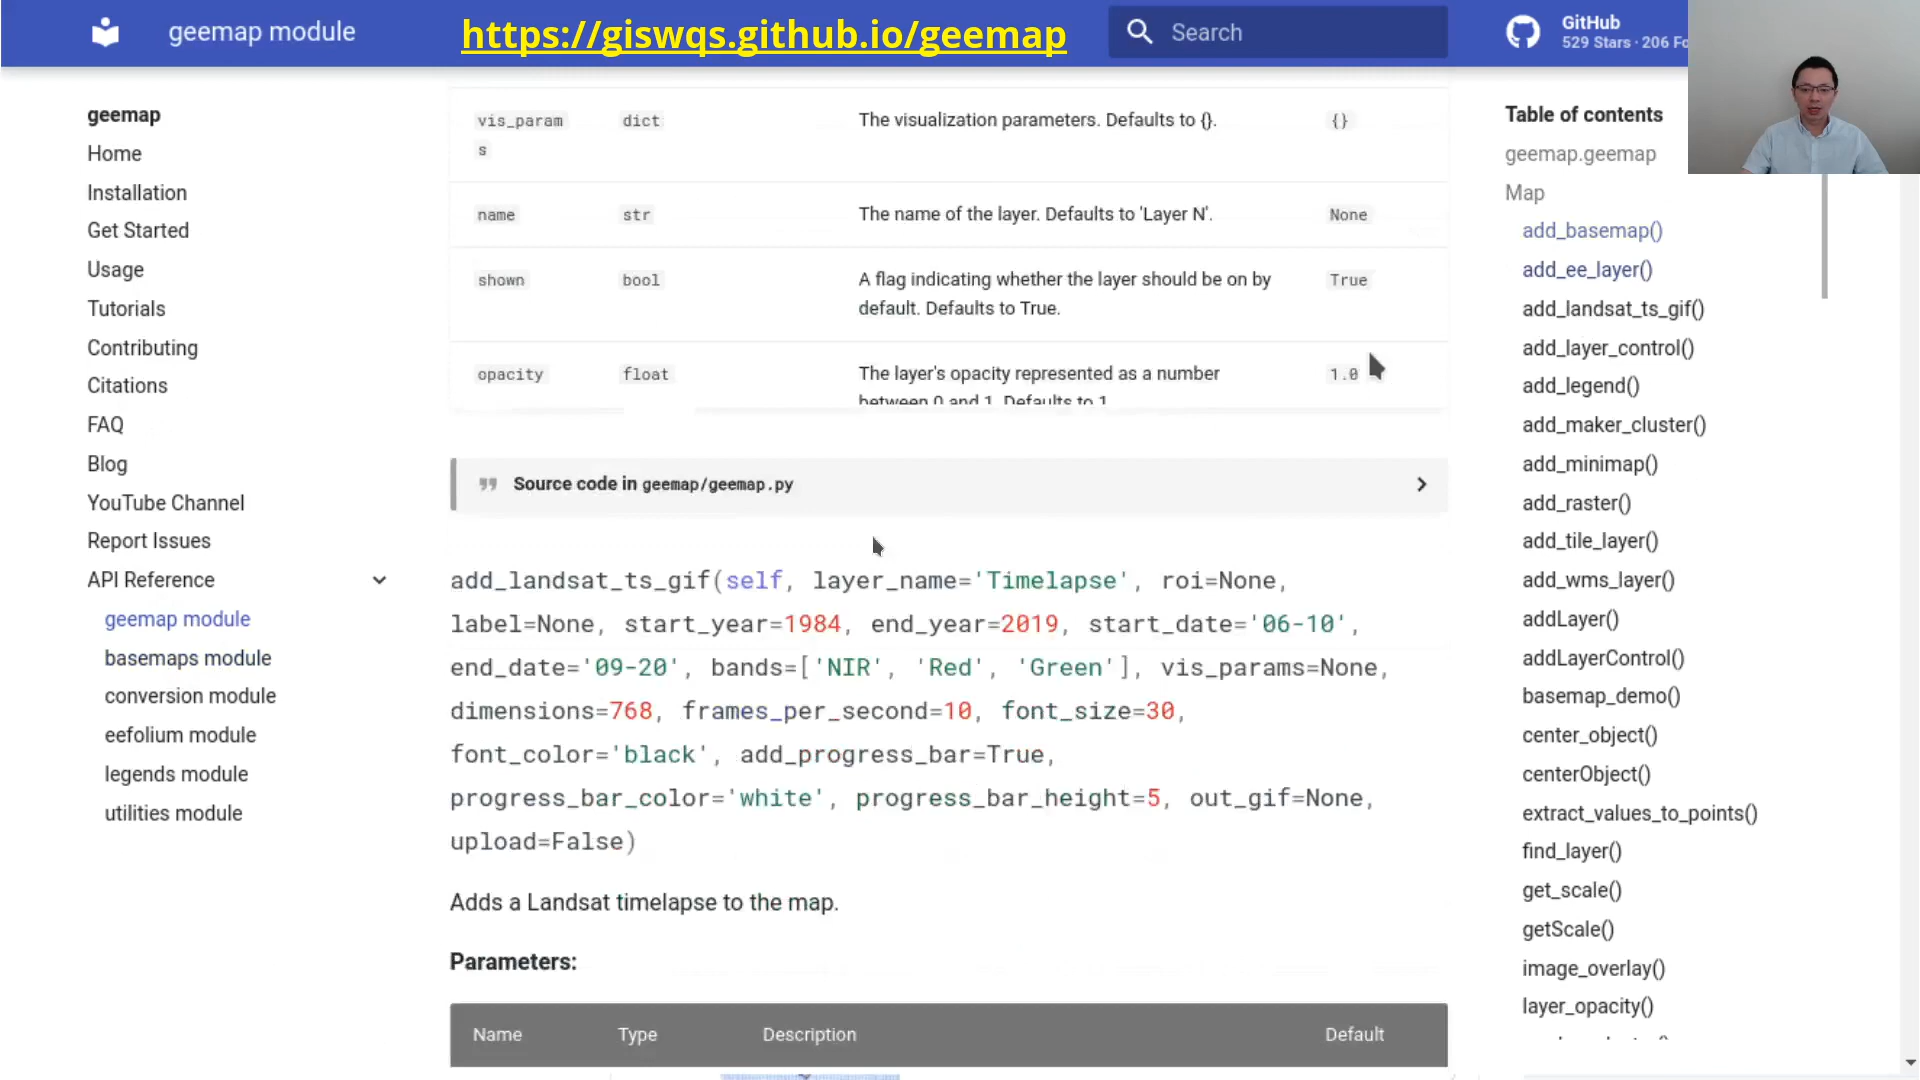 geemap module
https://giswqs.github.io/geemap
Search
GitHub
529 Stars · 206
geemap
Home
Installation
Get Started
Usage
Tutorials
Contributing
Citations
FAQ
Blog
YouTube Channel
Report Issues
API Reference
geemap module
basemaps module
conversion module
eefolium module
legends module
utilities module
vis_param
s
dict
The visualization parameters. Defaults to {}.
{}
name
str
The name of the layer. Defaults to 'Layer N'.
None
shown
bool
A flag indicating whether the layer should be on by
default. Defaults to True.
True
opacity
float
The layer's opacity represented as a number
between 0 and 1. Defaults to 1
1.0
Source code in geemap/geemap.py
add_landsat_ts_gif(self, layer_name='Timelapse', roi=None,
label=None, start_year=1984, end_year=2019, start_date='06-10',
end_date='09-20', bands=['NIR', 'Red', 'Green'], vis_params=None,
dimensions=768, frames_per_second=10, font_size=30,
font_color='black', add_progress_bar=True,
progress_bar_color='white', progress_bar_height=5, out_gif=None,
upload=False)
Adds a Landsat timelapse to the map.
Parameters:
Name Type Description Default
Table of contents
geemap.geemap
Map
add_basemap()
add_ee_layer()
add_landsat_ts_gif()
add_layer_control()
add_legend()
add_maker_cluster()
add_minimap()
add_raster()
add_tile_layer()
add_wms_layer()
addLayer()
addLayerControl()
basemap_demo()
center_object()
centerObject()
extract_values_to_points()
find_layer()
get_scale()
getScale()
image_overlay()
layer_opacity()